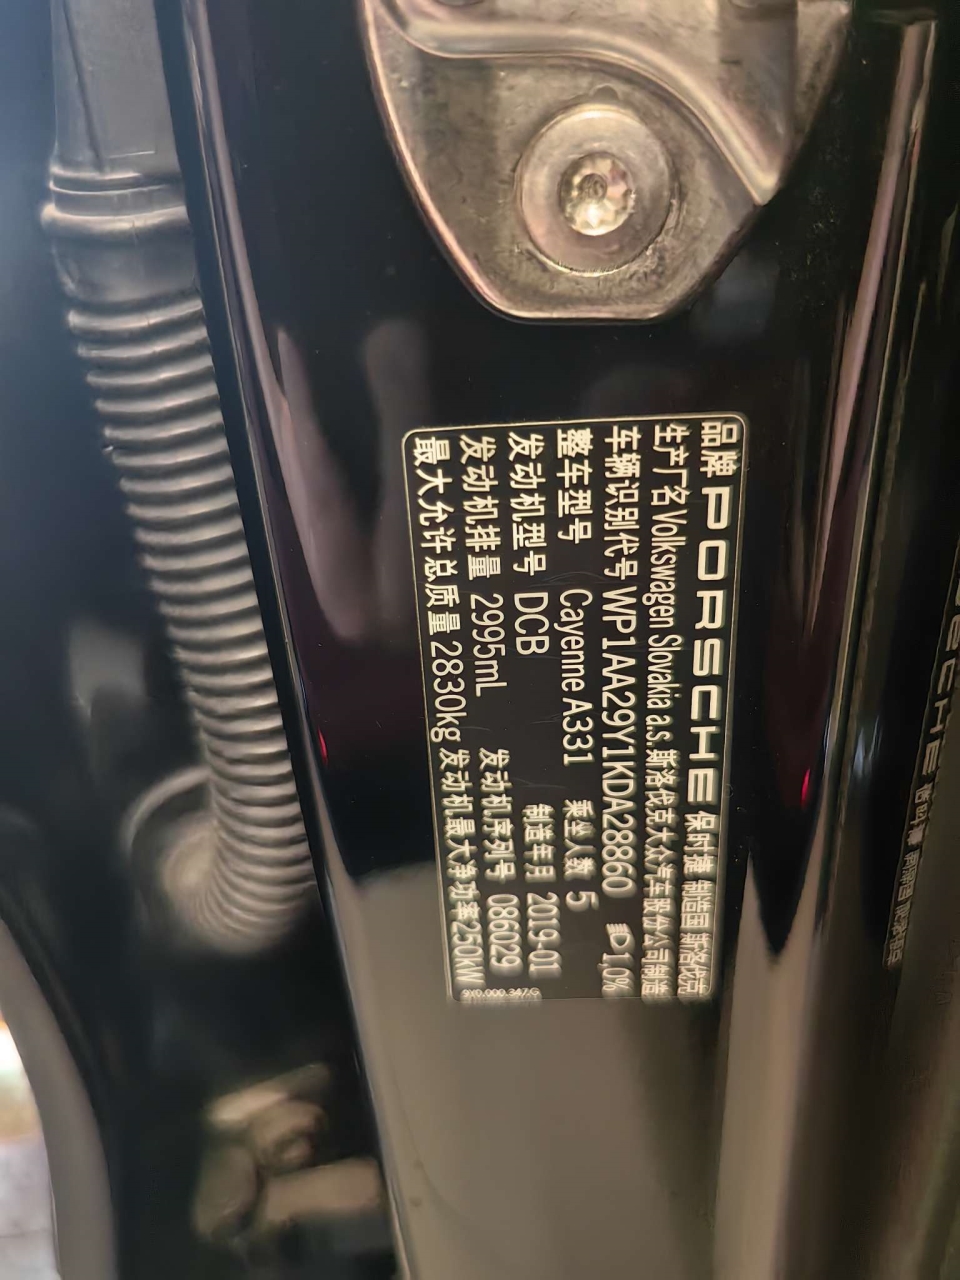 品牌 PORSCHE 保时捷 制造国 斯洛伐克
生产厂名 Volkswagen Slovakia a.s. 斯洛伐克大众汽车股份公司制造
车辆识别代号 WP1AA29Y1KDA28860 1,0%
整车型号 Cayenne A331 乘坐人数 5
发动机型号 DCB 制造年月 2019-01
发动机排量 2995mL 发动机序列号 086029
最大允许总质量 2830kg 发动机最大净功率250kW
9Y0.000.347.G